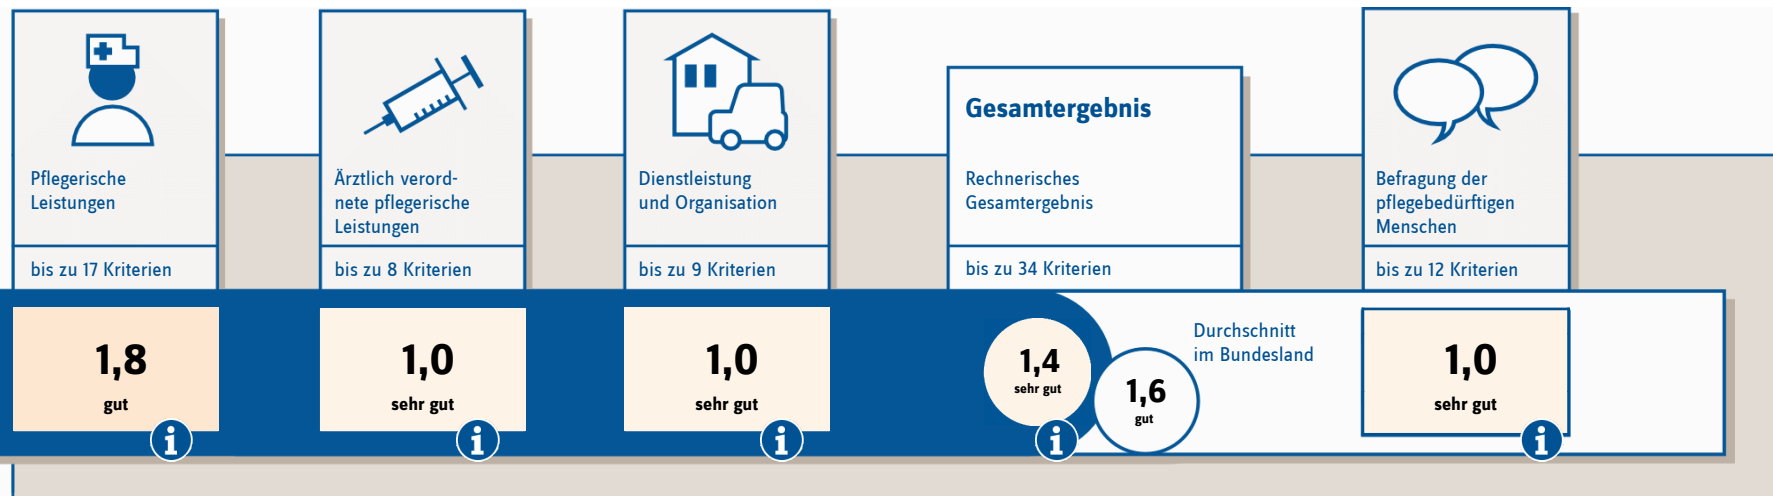 Pflegerische
Leistungen
bis zu 17 Kriterien
1,8
gut
Ärztlich verord-
nete pflegerische
Leistungen
bis zu 8 Kriterien
1,0
sehr gut
Dienstleistung
und Organisation
bis zu 9 Kriterien
1,0
sehr gut
Gesamtergebnis
Rechnerisches
Gesamtergebnis
bis zu 34 Kriterien
1,4
sehr gut
1,6
gut
Durchschnitt
im Bundesland
Befragung der
pflegebedürftigen
Menschen
bis zu 12 Kriterien
1,0
sehr gut